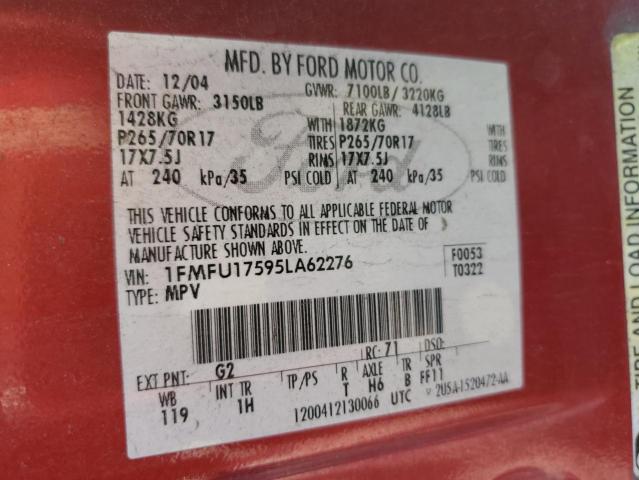 MFD. BY FORD MOTOR CO.
DATE: 12/04 GVWR: 7100LB / 3220KG
FRONT GAWR: 3150LB REAR GAWR: 4128LB
1428KG WITH 1872KG WITH
P265/70R17 TIRES P265/70R17 TIRES
17X7.5J RIMS 17X7.5J RIMS
AT 240 kPa/35 PSI COLD AT 240 kPa/35 PSI COLD
Ford
THIS VEHICLE CONFORMS TO ALL APPLICABLE FEDERAL MOTOR
VEHICLE SAFETY STANDARDS IN EFFECT ON THE DATE OF
MANUFACTURE SHOWN ABOVE.
VIN: 1FMFU17595LA62276 F0053
TYPE: MPV T0322
EXT PNT: G2 RC: 71 DSO:
WB INT TR TP/PS R AXLE TR SPR
119 1H T H6 B FF11
1200412130066 UTC 2U5A-1520472-AA
TIRE AND LOAD INFORMATION